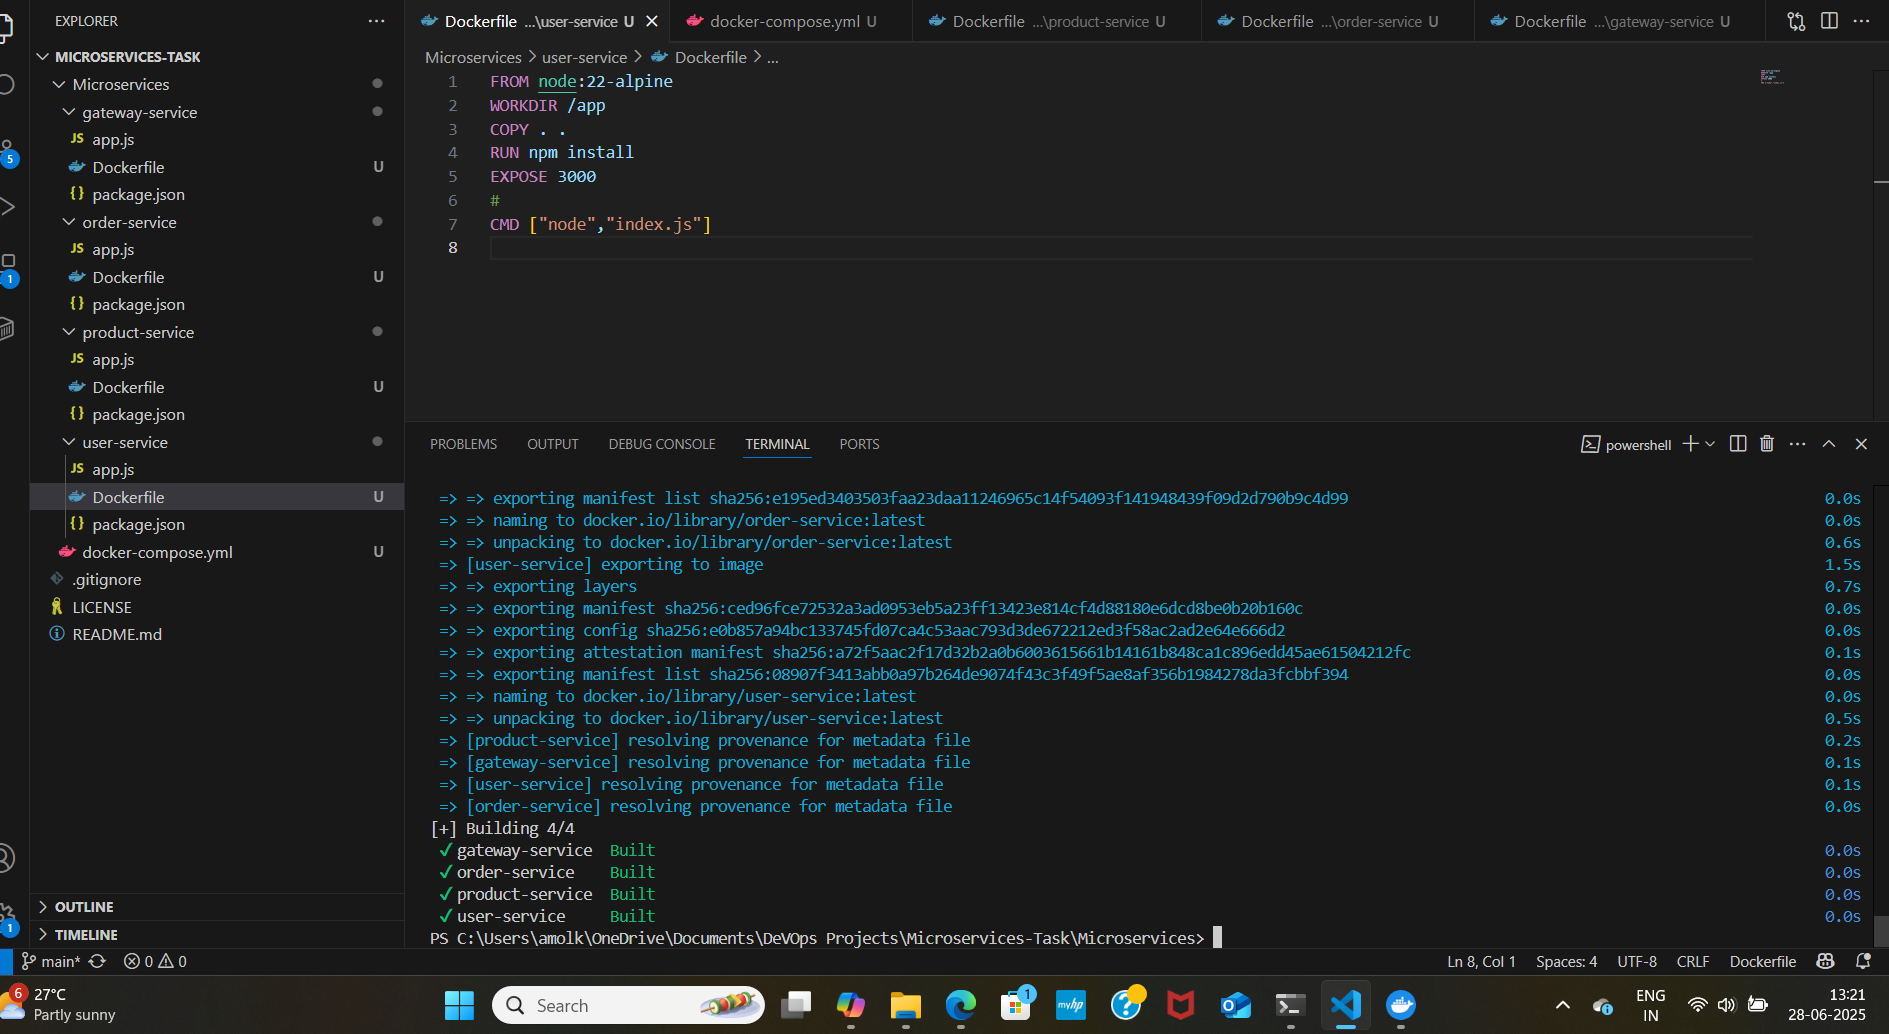 EXPLORER
MICROSERVICES-TASK
Microservices
gateway-service
JS app.js
Dockerfile U
{} package.json
order-service
JS app.js
Dockerfile U
{} package.json
product-service
JS app.js
Dockerfile U
{} package.json
user-service
JS app.js
Dockerfile U
{} package.json
docker-compose.yml U
.gitignore
LICENSE
README.md
OUTLINE
TIMELINE
5
1
1
Dockerfile ...\user-service U
docker-compose.yml U
Dockerfile ...\product-service U
Dockerfile ...\order-service U
Dockerfile ...\gateway-service U
Microservices > user-service > Dockerfile > ...
1 FROM node:22-alpine
2 WORKDIR /app
3 COPY . .
4 RUN npm install
5 EXPOSE 3000
6 #
7 CMD ["node","index.js"]
8
PROBLEMS OUTPUT DEBUG CONSOLE TERMINAL PORTS
powershell
=> => exporting manifest list sha256:e195ed3403503faa23daa11246965c14f54093f141948439f09d2d790b9c4d99 0.0s
=> => naming to docker.io/library/order-service:latest 0.0s
=> => unpacking to docker.io/library/order-service:latest 0.6s
=> [user-service] exporting to image 1.5s
=> => exporting layers 0.7s
=> => exporting manifest sha256:ced96fce72532a3ad0953eb5a23ff13423e814cf4d88180e6dcd8be0b20b160c 0.0s
=> => exporting config sha256:e0b857a94bc133745fd07ca4c53aac793d3de672212ed3f58ac2ad2e64e666d2 0.0s
=> => exporting attestation manifest sha256:a72f5aac2f17d32b2a0b6003615661b14161b848ca1c896edd45ae61504212fc 0.1s
=> => exporting manifest list sha256:08907f3413abb0a97b264de9074f43c3f49f5ae8af356b1984278da3fcbbf394 0.0s
=> => naming to docker.io/library/user-service:latest 0.0s
=> => unpacking to docker.io/library/user-service:latest 0.5s
=> [product-service] resolving provenance for metadata file 0.2s
=> [gateway-service] resolving provenance for metadata file 0.1s
=> [user-service] resolving provenance for metadata file 0.1s
=> [order-service] resolving provenance for metadata file 0.0s
[+] Building 4/4
✓ gateway-service Built 0.0s
✓ order-service Built 0.0s
✓ product-service Built 0.0s
✓ user-service Built 0.0s
PS C:\Users\amolk\OneDrive\Documents\DeVOps Projects\Microservices-Task\Microservices>
main* 0 0
Ln 8, Col 1 Spaces: 4 UTF-8 CRLF Dockerfile
6
27°C
Partly sunny
Search
1
myhp
ENG
IN
13:21
28-06-2025